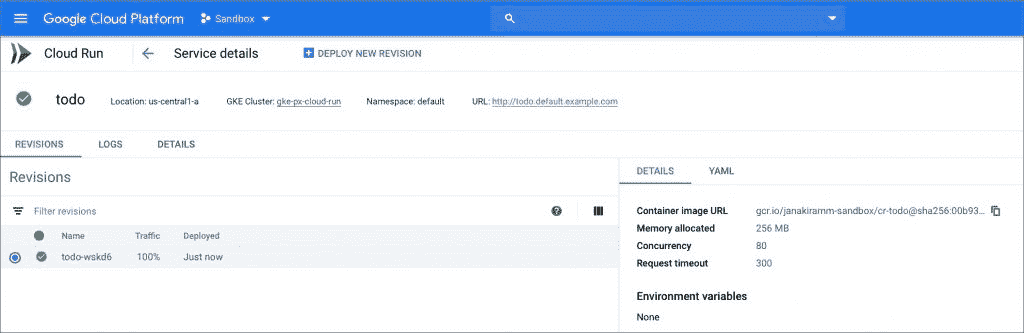 Google Cloud Platform Sandbox
Cloud Run Service details DEPLOY NEW REVISION
todo Location: us-central1-a GKE Cluster: gke-px-cloud-run Namespace: default URL: http://todo.default.example.com
REVISIONS LOGS DETAILS
Revisions
Filter revisions
Name Traffic Deployed
todo-wskd6 100% Just now
DETAILS YAML
Container image URL gcr.io/janakiramm-sandbox/cr-todo@sha256:00b93...
Memory allocated 256 MB
Concurrency 80
Request timeout 300
Environment variables
None